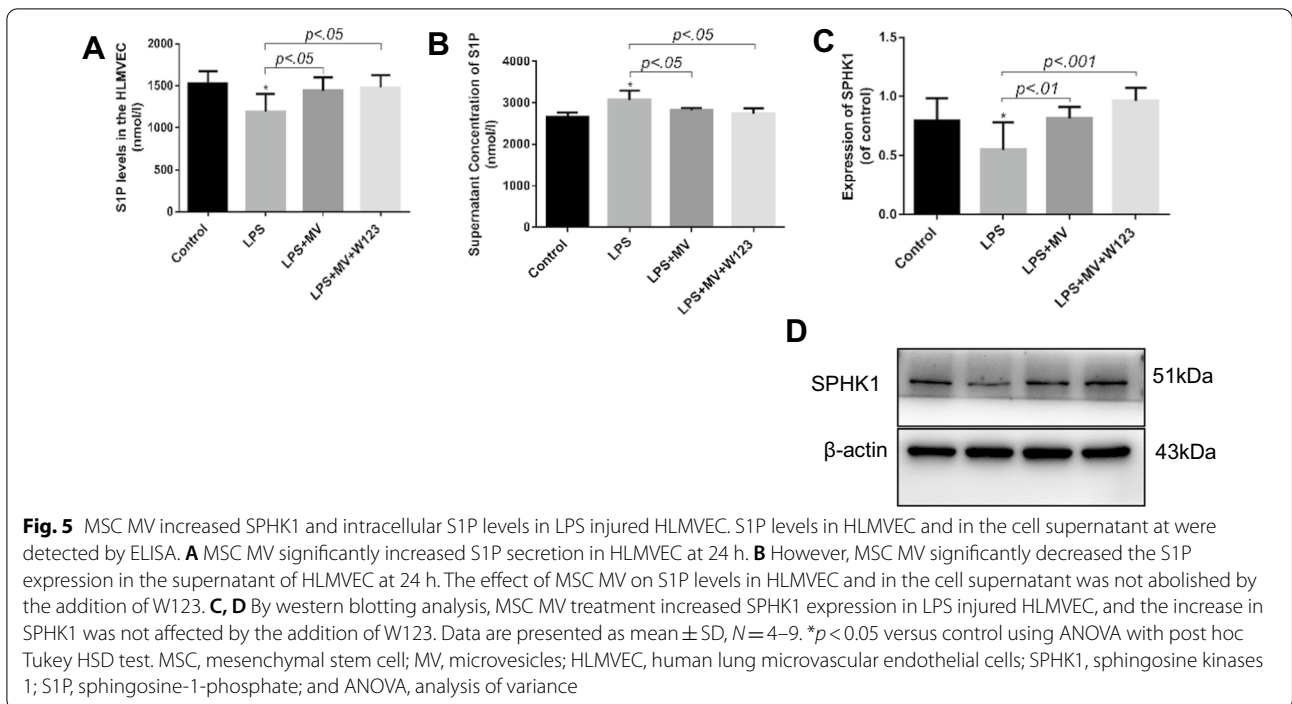 A
S1P levels in the HLMVEC
(nmol/l)
2000
1500
1000
500
0
p<.05
p<.05
*
Control
LPS
LPS+MV
LPS+MV+W123
B
Supernatant Concentration of S1P
(nmol/l)
4000
3000
2000
1000
0
p<.05
p<.05
*
Control
LPS
LPS+MV
LPS+MV+W123
C
Expression of SPHK1
(of control)
1.5
1.0
0.5
0.0
p<.001
p<.01
*
Control
LPS
LPS+MV
LPS+MV+W123
D
SPHK1
51kDa
β-actin
43kDa
Fig. 5 MSC MV increased SPHK1 and intracellular S1P levels in LPS injured HLMVEC. S1P levels in HLMVEC and in the cell supernatant at were
detected by ELISA. A MSC MV significantly increased S1P secretion in HLMVEC at 24 h. B However, MSC MV significantly decreased the S1P
expression in the supernatant of HLMVEC at 24 h. The effect of MSC MV on S1P levels in HLMVEC and in the cell supernatant was not abolished by
the addition of W123. C, D By western blotting analysis, MSC MV treatment increased SPHK1 expression in LPS injured HLMVEC, and the increase in
SPHK1 was not affected by the addition of W123. Data are presented as mean ± SD, N = 4–9. *p < 0.05 versus control using ANOVA with post hoc
Tukey HSD test. MSC, mesenchymal stem cell; MV, microvesicles; HLMVEC, human lung microvascular endothelial cells; SPHK1, sphingosine kinases
1; S1P, sphingosine-1-phosphate; and ANOVA, analysis of variance